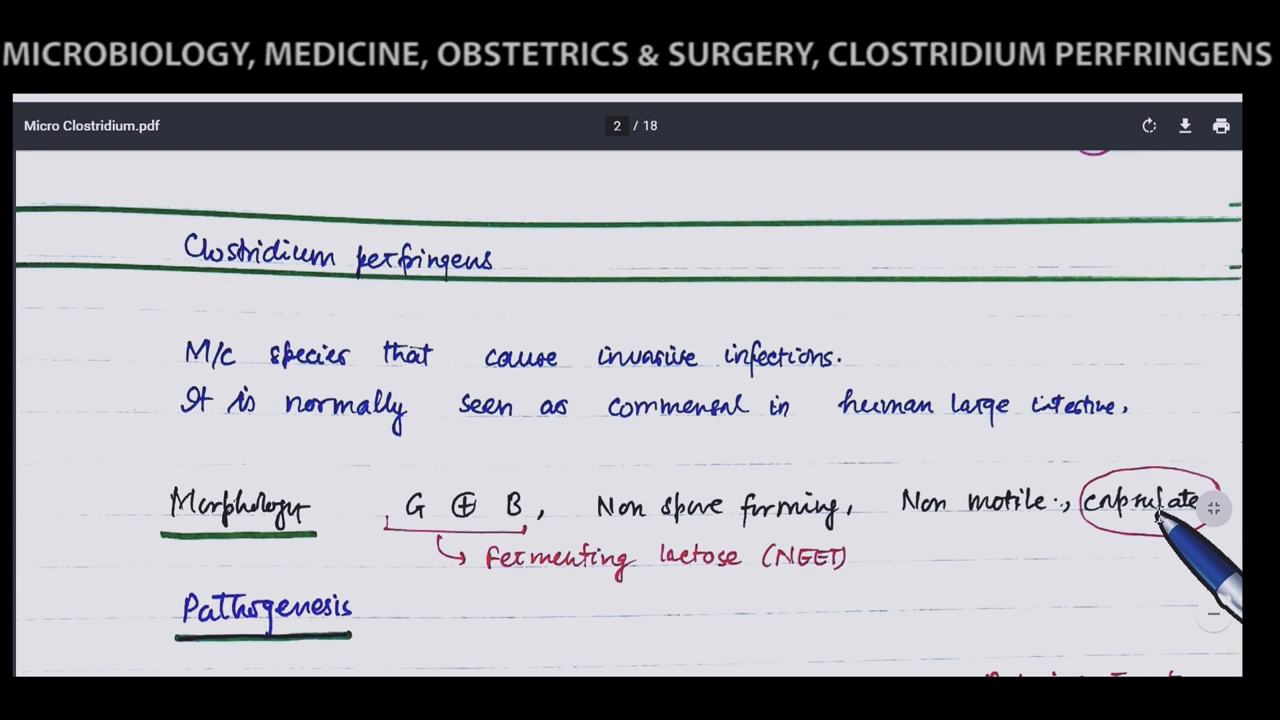 MICROBIOLOGY, MEDICINE, OBSTETRICS & SURGERY, CLOSTRIDIUM PERFRINGENS
Micro Clostridium.pdf 2 / 18
Clostridium perfringens
M/c species that cause invasive infections.
It is normally seen as commensal in human large intestine.
Morphology G ⊕ B, Non spore forming, Non motile, capsulate
Fermenting lactose (NEET)
Pathogenesis